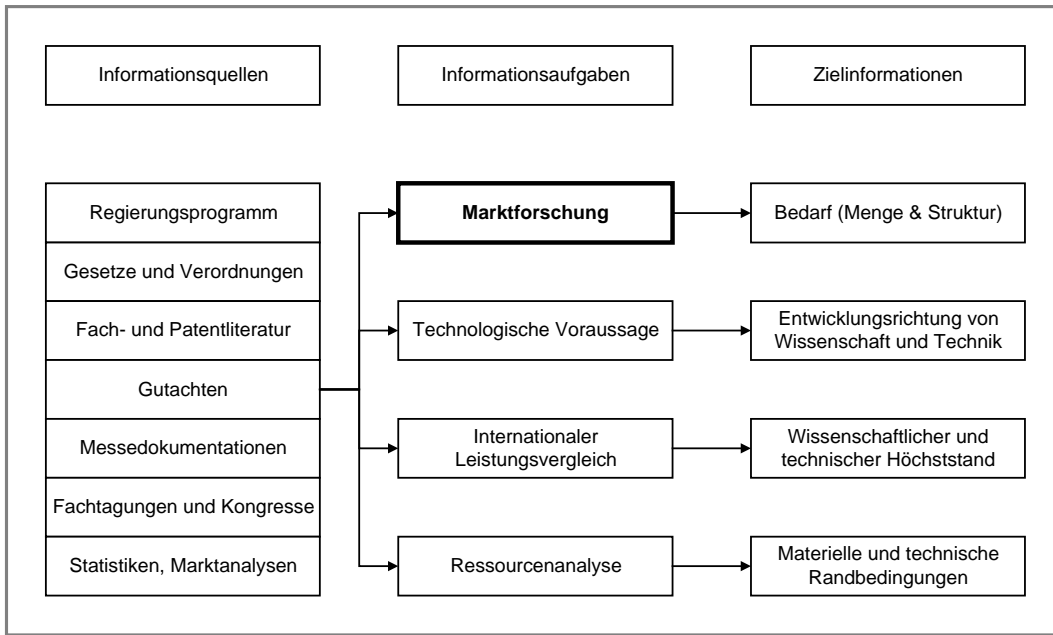 Informationsquellen
Informationsaufgaben
Zielinformationen
Regierungsprogramm
Gesetze und Verordnungen
Fach- und Patentliteratur
Gutachten
Messedokumentationen
Fachtagungen und Kongresse
Statistiken, Marktanalysen
Marktforschung
Technologische Voraussage
Internationaler
Leistungsvergleich
Ressourcenanalyse
Bedarf (Menge & Struktur)
Entwicklungsrichtung von
Wissenschaft und Technik
Wissenschaftlicher und
technischer Höchststand
Materielle und technische
Randbedingungen